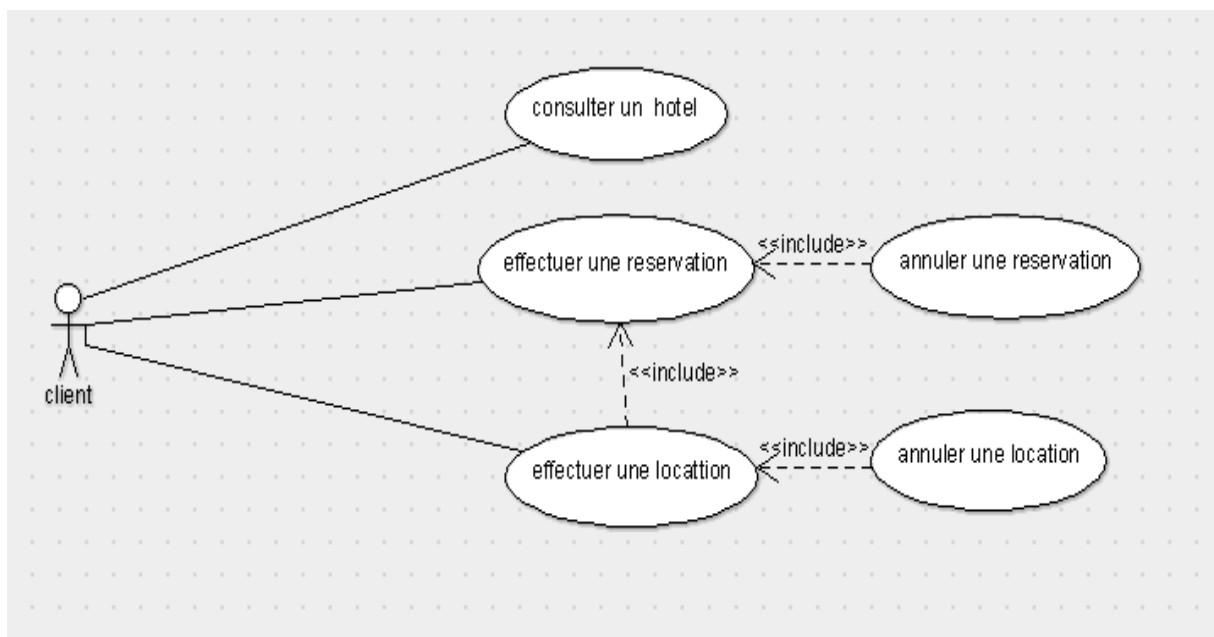 consulter un hotel
effectuer une reservation
<<include>>
annuler une reservation
client
<<include>>
effectuer une locattion
<<include>>
annuler une location